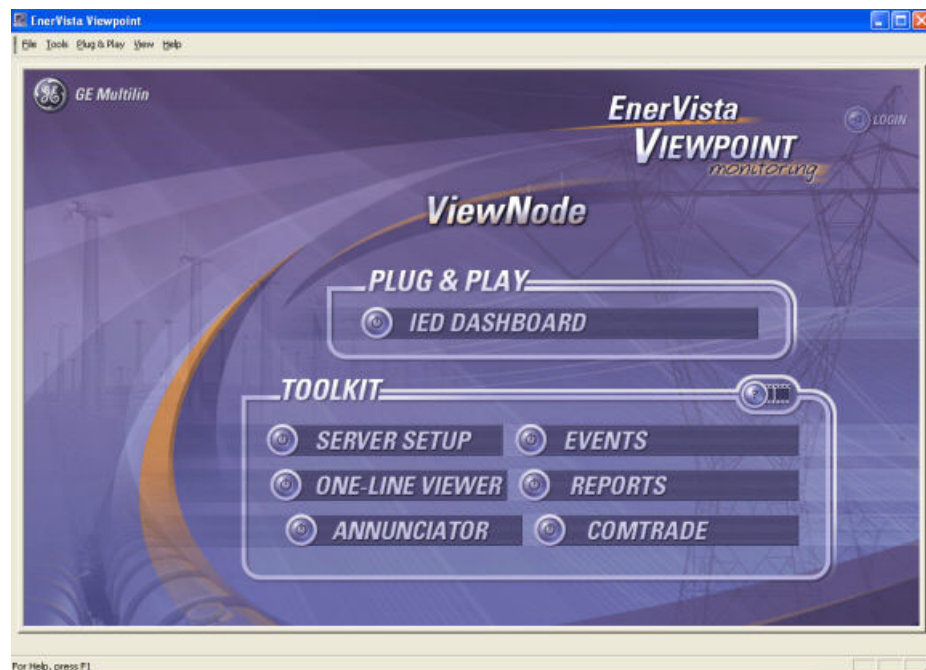 EnerVista Viewpoint
File Tools Plug & Play View Help
GE Multilin
EnerVista
VIEWPOINT
monitoring
LOGIN
ViewNode
PLUG & PLAY
IED DASHBOARD
TOOLKIT
SERVER SETUP EVENTS
ONE-LINE VIEWER REPORTS
ANNUNCIATOR COMTRADE
For Help, press F1